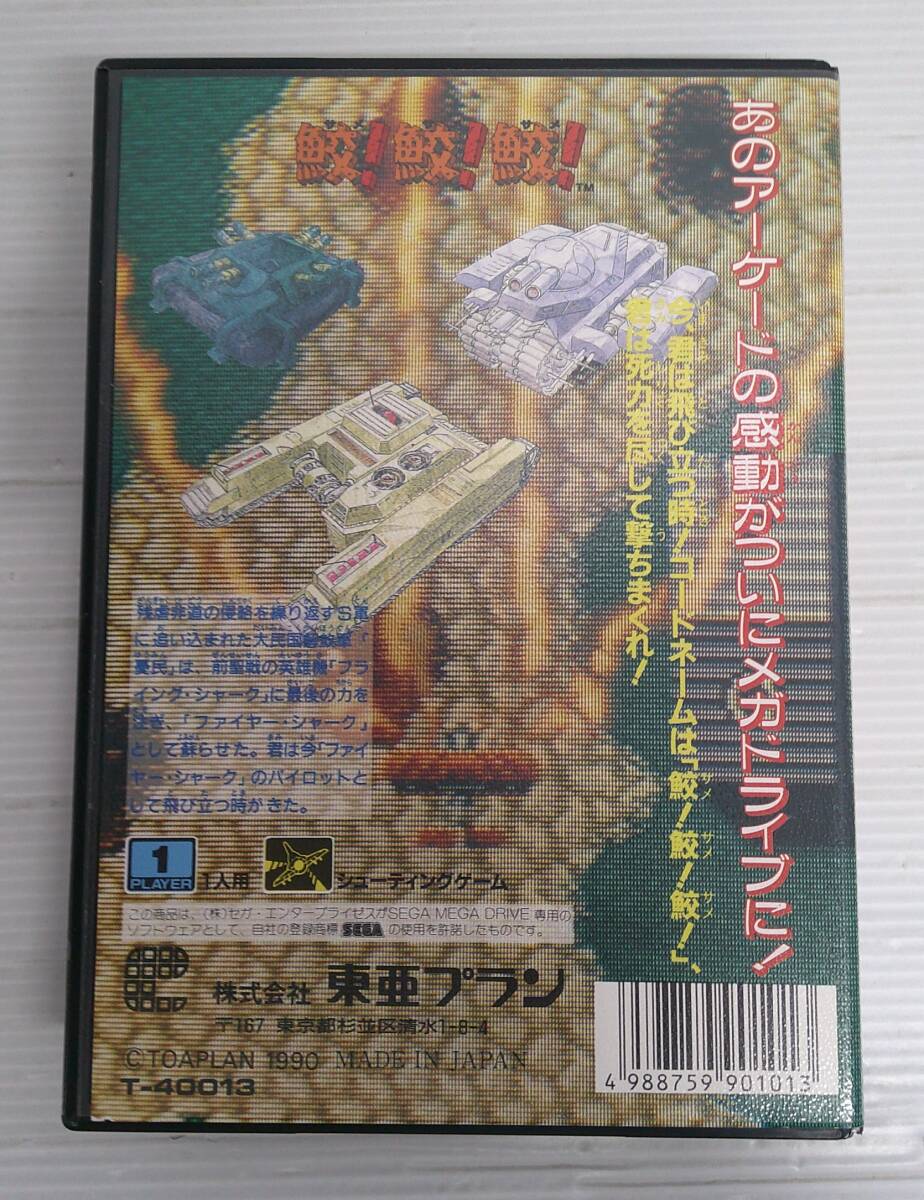 鮫!鮫!鮫!™
あのアーケードの感動がついにメガドライブに!
今、君は飛び立つ時!コードネームは「鮫!鮫!鮫!」、
君は死力を尽して撃ちまくれ!
残虐非道の侵略を繰り返すS軍
に追い込まれた大民国
憂民」は、前聖戦の英雄機「フラ
イング・シャーク」に最後の力を
注ぎ、「ファイヤー・シャーク」
として蘇らせた。君は今「ファイ
ヤー・シャーク」のパイロットと
して飛び立つ時がきた。
1 PLAYER 1人用 シューティングゲーム
この商品は、(株)セガ・エンタープライゼスがSEGA MEGA DRIVE 専用の
ソフトウェアとして、自社の登録商標 SEGA の使用を許諾したものです。
株式会社 東亜プラン
〒167 東京都杉並区清水1-8-4
©TOAPLAN 1990 MADE IN JAPAN
T-40013
4 988759 901013